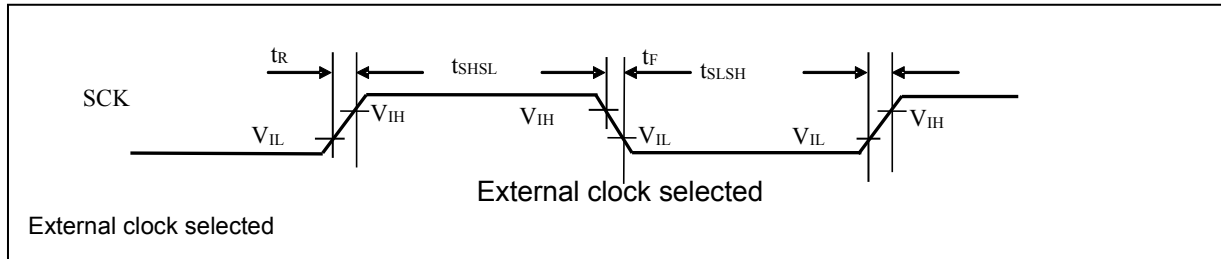 tR tSHSL tF tSLSH
SCK
VIH VIH VIH
VIL VIL VIL
External clock selected
External clock selected